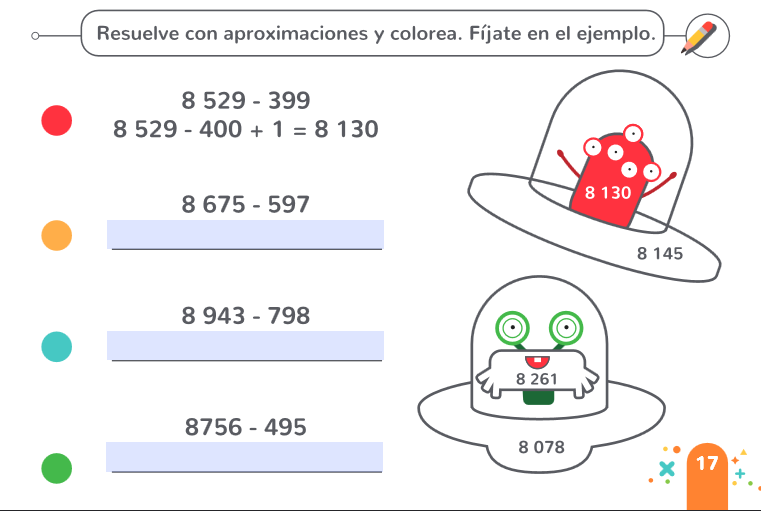 Resuelve con aproximaciones y colorea. Fíjate en el ejemplo.
8 529 - 399
8 529 - 400 + 1 = 8 130
8 675 - 597
8 943 - 798
8756 - 495
8 130
8 145
8 261
8 078
17